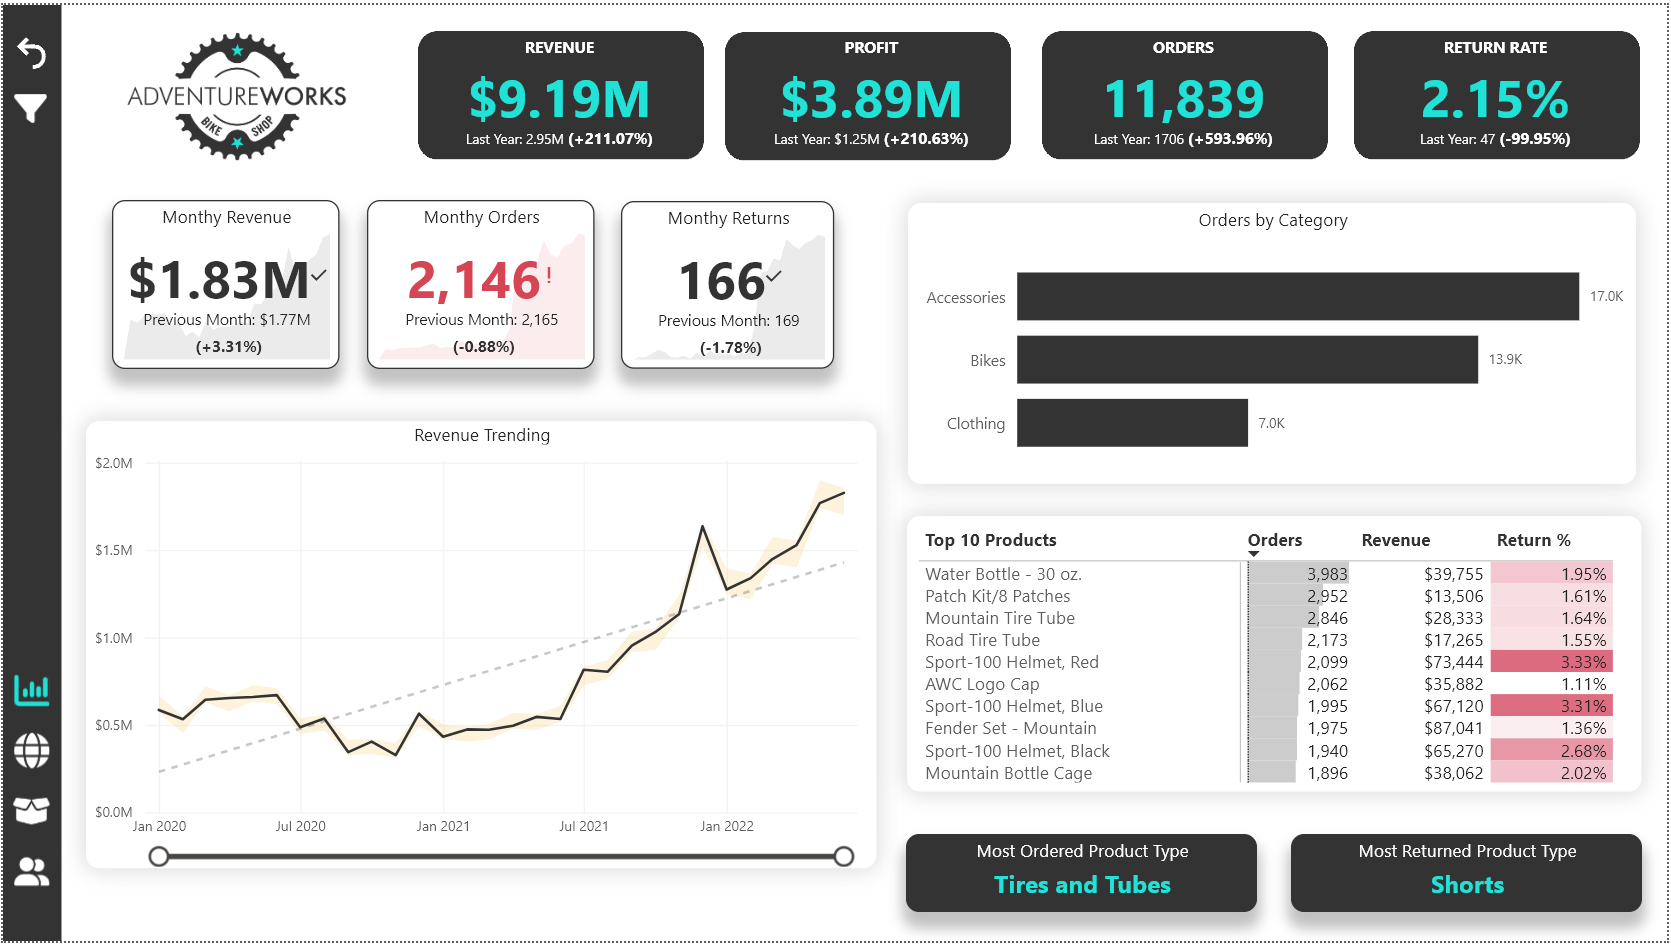 ADVENTUREWORKS
BIKE SHOP
REVENUE
$9.19M
Last Year: 2.95M (+211.07%)
PROFIT
$3.89M
Last Year: $1.25M (+210.63%)
ORDERS
11,839
Last Year: 1706 (+593.96%)
RETURN RATE
2.15%
Last Year: 47 (-99.95%)
Monthy Revenue
$1.83M
Previous Month: $1.77M
(+3.31%)
Monthy Orders
2,146!
Previous Month: 2,165
(-0.88%)
Monthy Returns
166
Previous Month: 169
(-1.78%)
Orders by Category
Accessories 17.0K
Bikes 13.9K
Clothing 7.0K
Revenue Trending
$2.0M
$1.5M
$1.0M
$0.5M
$0.0M
Jan 2020 Jul 2020 Jan 2021 Jul 2021 Jan 2022
Top 10 Products Orders Revenue Return %
Water Bottle - 30 oz. 3,983 $39,755 1.95%
Patch Kit/8 Patches 2,952 $13,506 1.61%
Mountain Tire Tube 2,846 $28,333 1.64%
Road Tire Tube 2,173 $17,265 1.55%
Sport-100 Helmet, Red 2,099 $73,444 3.33%
AWC Logo Cap 2,062 $35,882 1.11%
Sport-100 Helmet, Blue 1,995 $67,120 3.31%
Fender Set - Mountain 1,975 $87,041 1.36%
Sport-100 Helmet, Black 1,940 $65,270 2.68%
Mountain Bottle Cage 1,896 $38,062 2.02%
Most Ordered Product Type
Tires and Tubes
Most Returned Product Type
Shorts